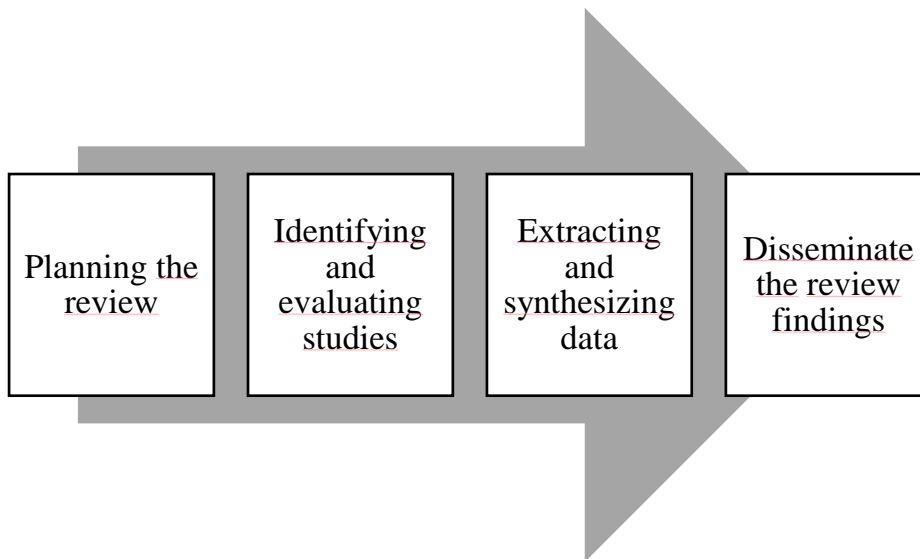 Planning the
review
Identifying
and
evaluating
studies
Extracting
and
synthesizing
data
Disseminate
the review
findings